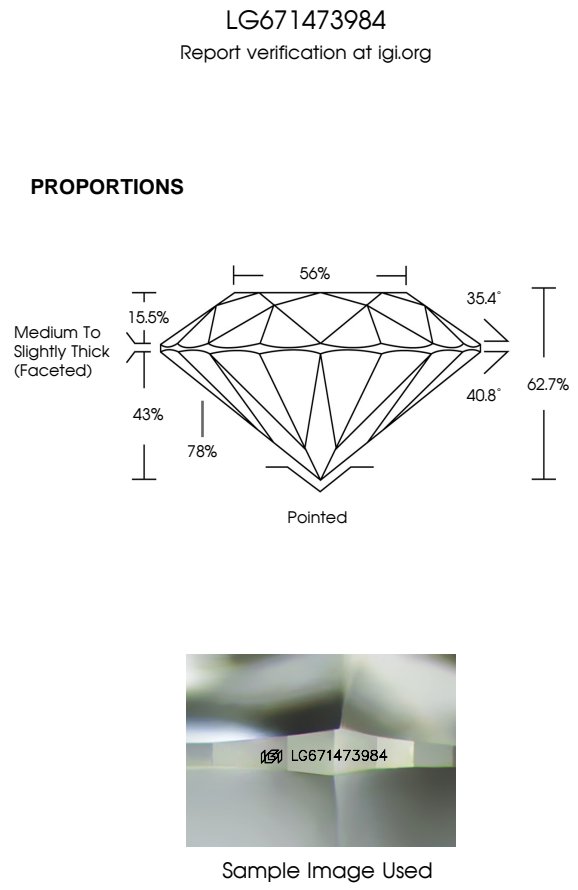 LG671473984
Report verification at igi.org
PROPORTIONS
56%
15.5%
35.4°
Medium To
Slightly Thick
(Faceted)
40.8°
62.7%
43%
78%
Pointed
IGI LG671473984
Sample Image Used